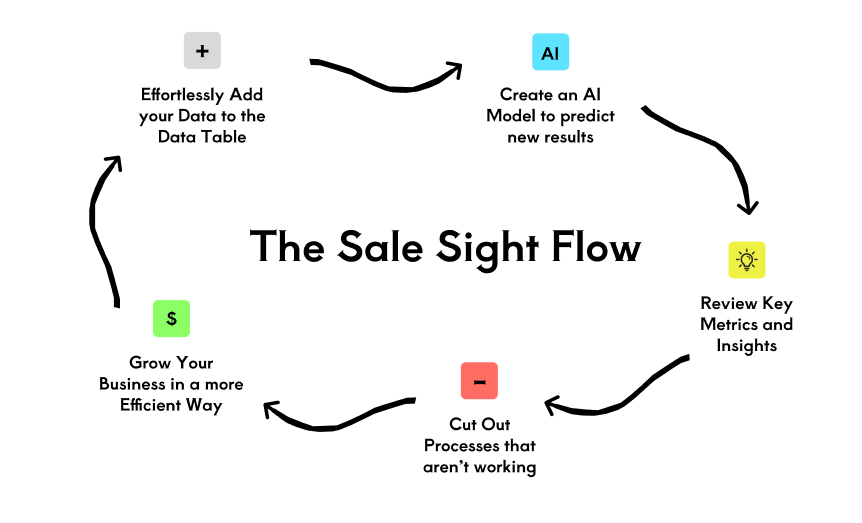 +
Effortlessly Add
your Data to the
Data Table
AI
Create an AI
Model to predict
new results
The Sale Sight Flow
Review Key
Metrics and
Insights
-
Cut Out
Processes that
aren't working
$
Grow Your
Business in a more
Efficient Way